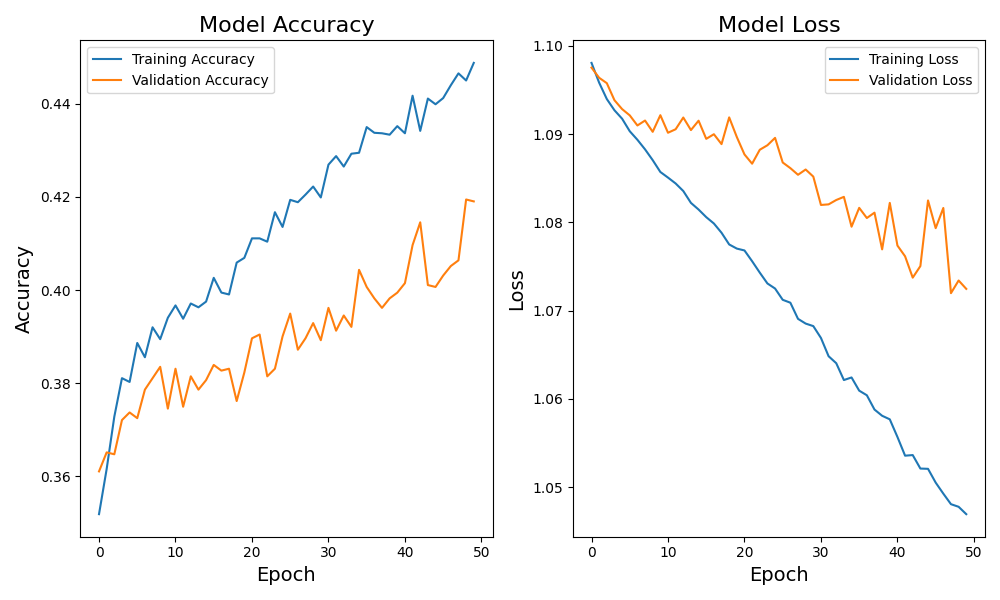 Model Accuracy
Training Accuracy
Validation Accuracy
Accuracy
0.44
0.42
0.40
0.38
0.36
0
10
20
30
40
50
Epoch
Model Loss
Training Loss
Validation Loss
Loss
1.10
1.09
1.08
1.07
1.06
1.05
0
10
20
30
40
50
Epoch